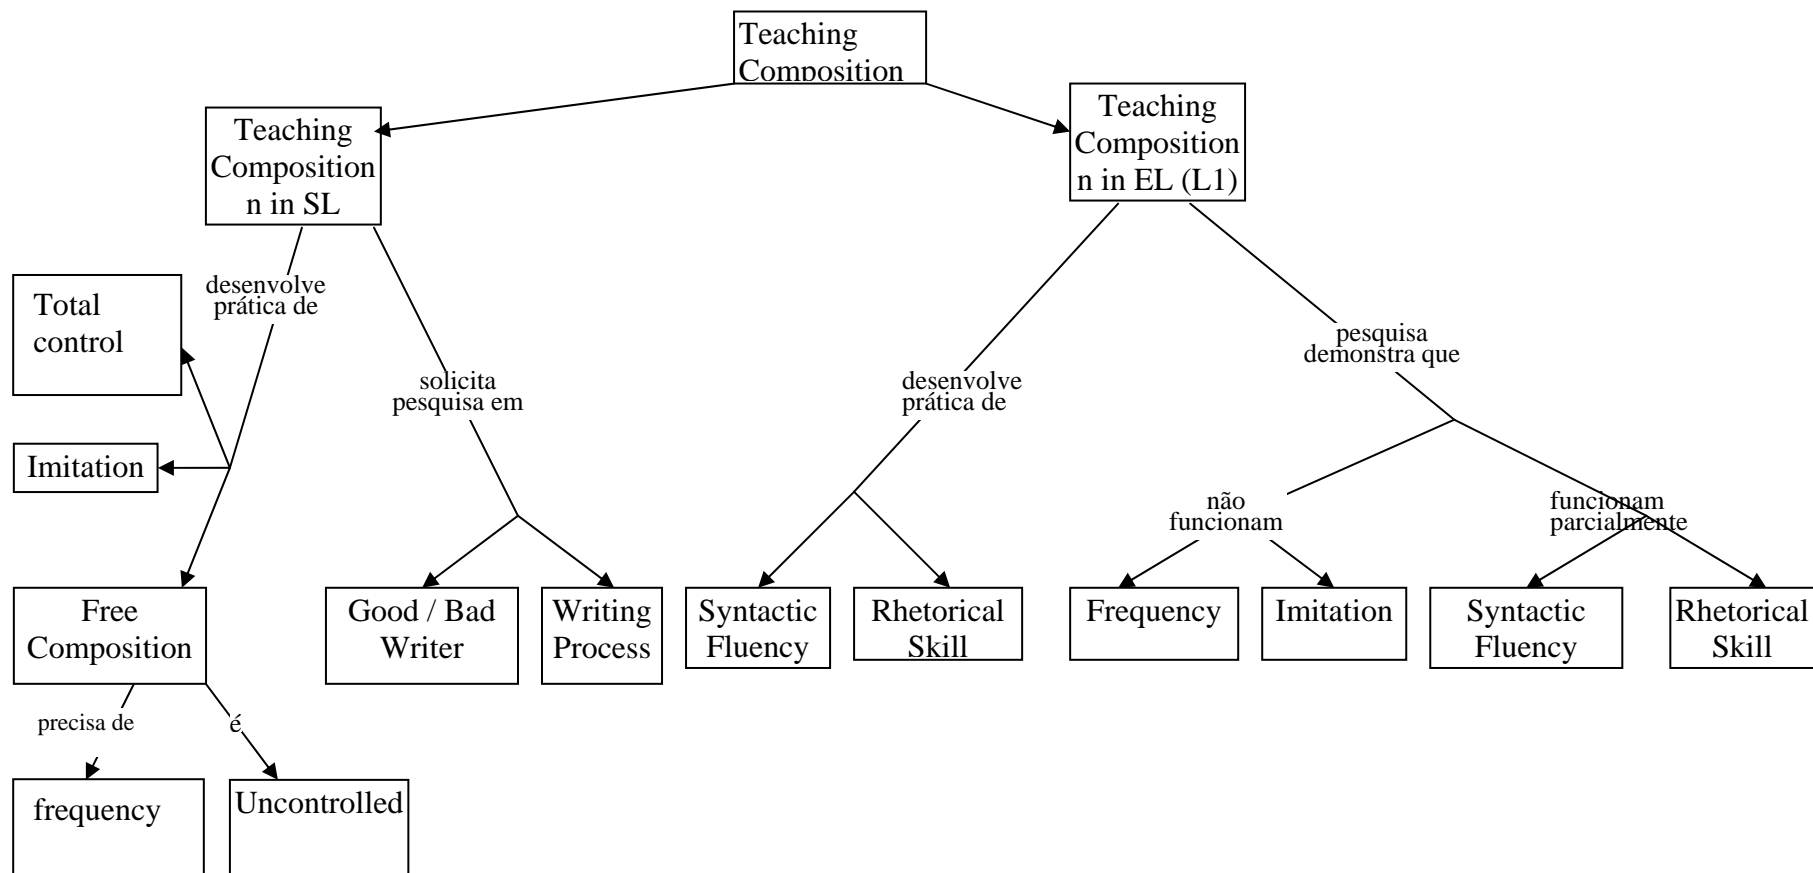 Teaching
Composition
Teaching
Composition
n in SL
Teaching
Composition
n in EL (L1)
desenvolve
prática de
Total
control
pesquisa
demonstra que
solicita
pesquisa em
desenvolve
prática de
Imitation
não
funcionam
funcionam
parcialmente
Free
Composition
Good / Bad
Writer
Writing
Process
Syntactic
Fluency
Rhetorical
Skill
Frequency
Imitation
Syntactic
Fluency
Rhetorical
Skill
precisa de
é
frequency
Uncontrolled